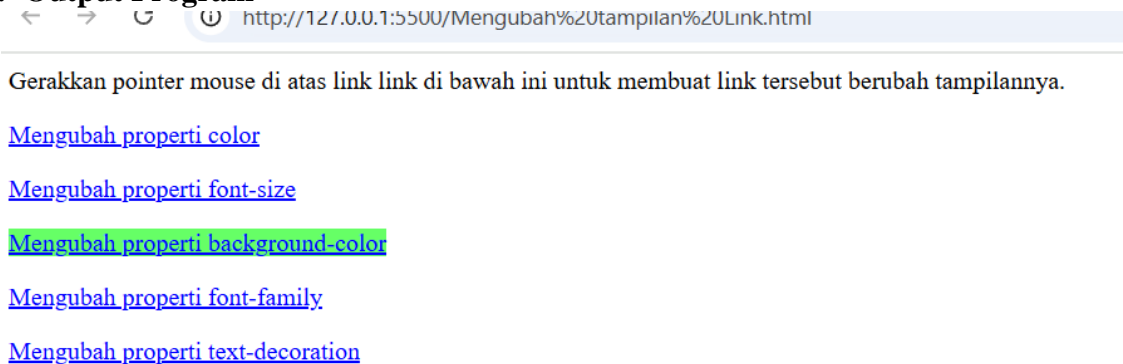 Output Program
http://127.0.0.1:5500/Mengubah%20tampilan%20Link.html
Gerakkan pointer mouse di atas link link di bawah ini untuk membuat link tersebut berubah tampilannya.
Mengubah properti color
Mengubah properti font-size
Mengubah properti background-color
Mengubah properti font-family
Mengubah properti text-decoration